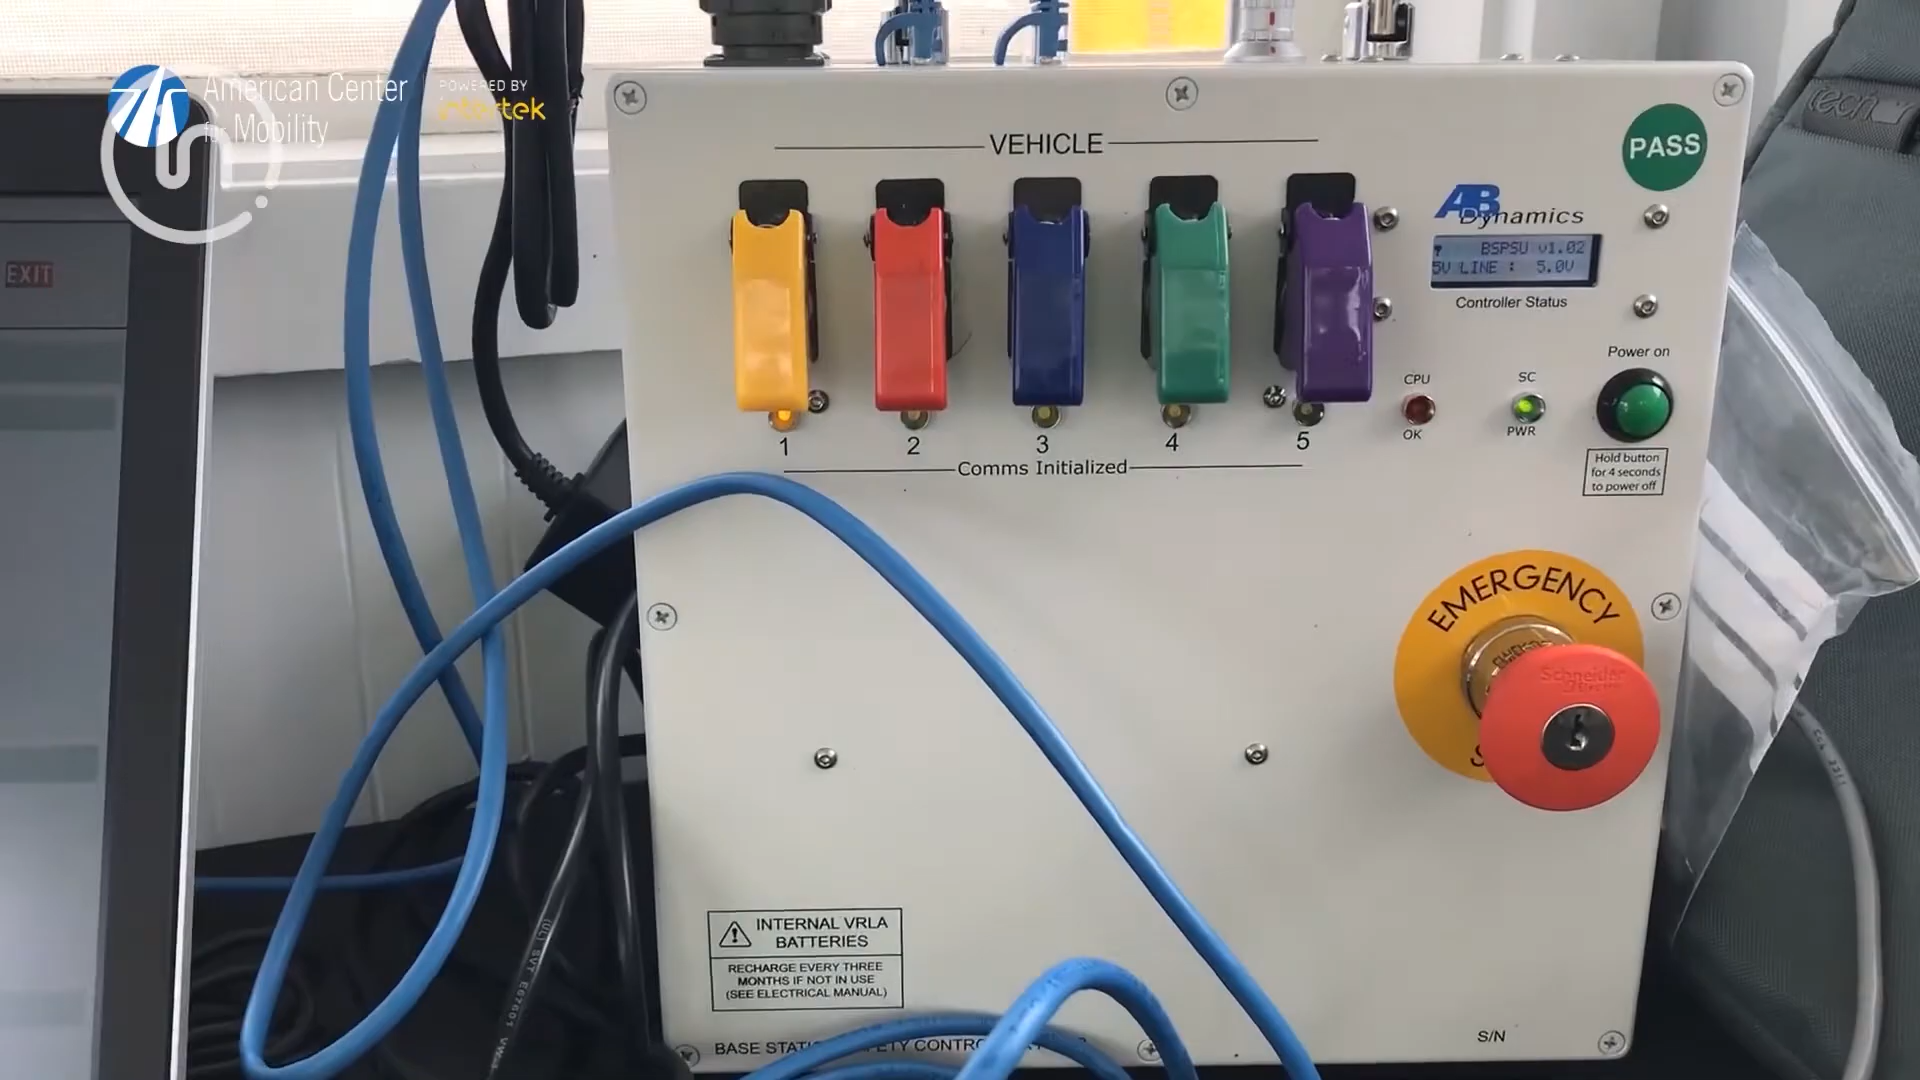 American Center
for Mobility
POWERED BY
intertek
EXIT
VEHICLE
PASS
AB
Dynamics
BSPSU v1.02
5V LINE : 5.0V
Controller Status
Power on
CPU
OK
SC
PWR
Hold button
for 4 seconds
to power off
1 2 3 4 5
Comms Initialized
EMERGENCY
Schneider
Electric
tech
INTERNAL VRLA
BATTERIES
RECHARGE EVERY THREE
MONTHS IF NOT IN USE
(SEE ELECTRICAL MANUAL)
BASE
S/N